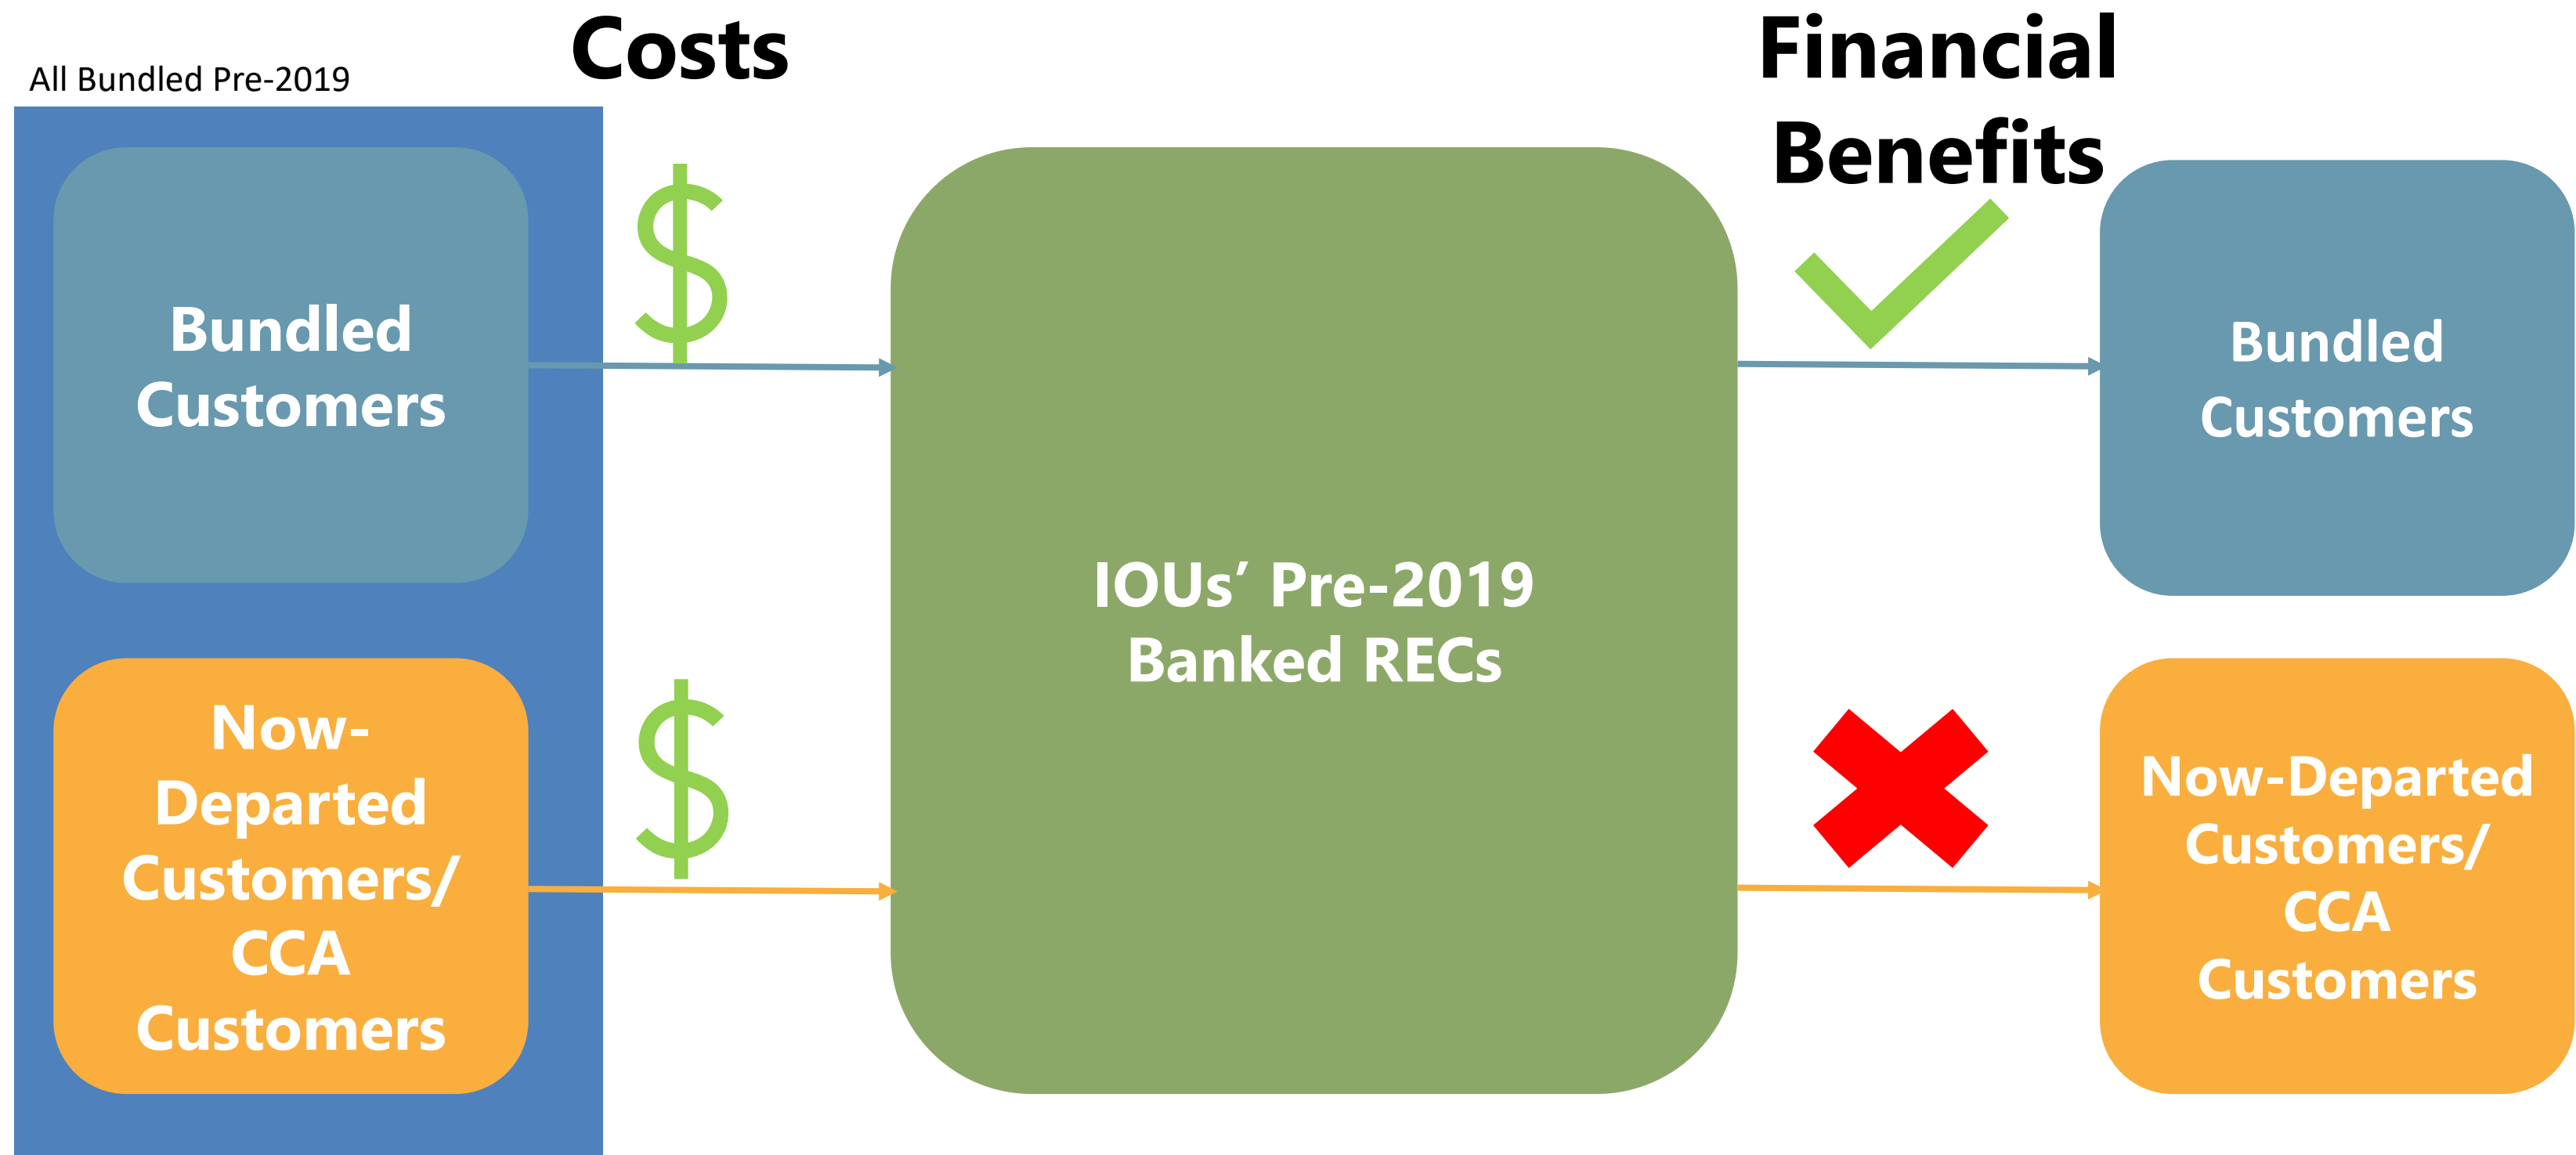 Costs
Financial
Benefits
All Bundled Pre-2019
Bundled
Customers
Now-
Departed
Customers/
CCA
Customers
IOUs’ Pre-2019
Banked RECs
Bundled
Customers
Now-Departed
Customers/
CCA
Customers